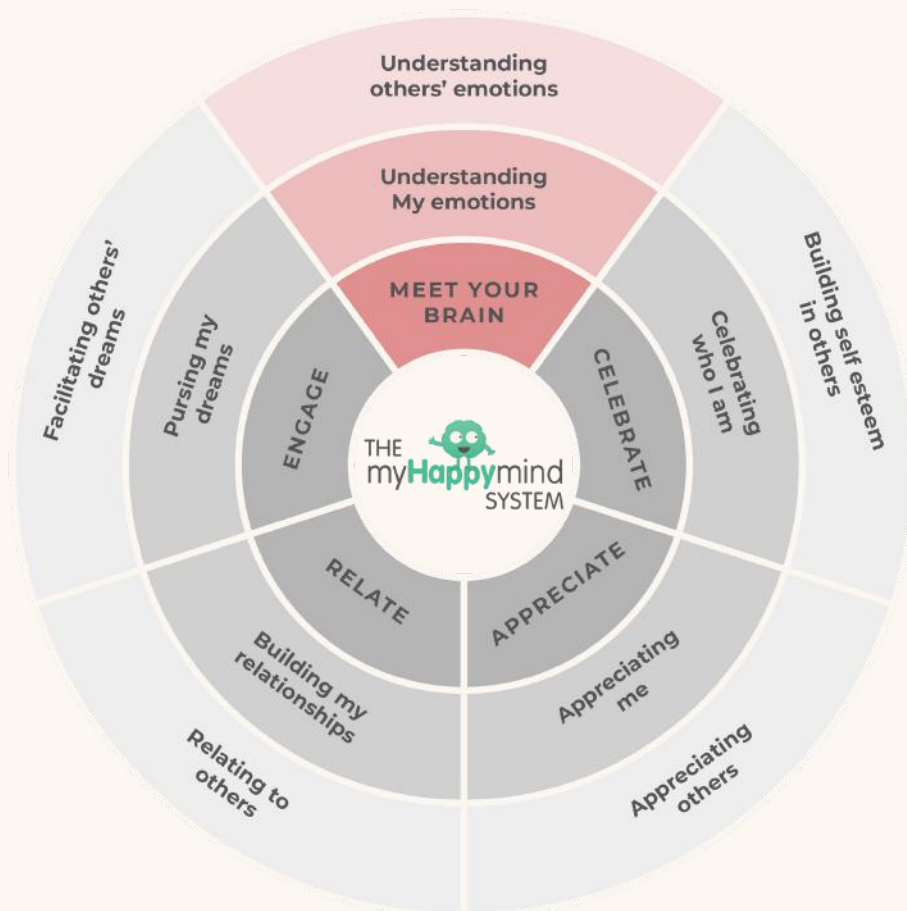 Understanding
others' emotions
Understanding
My emotions
MEET YOUR
BRAIN
Building self esteem
in others
Celebrating
who I am
CELEBRATE
Appreciating
others
Appreciating
me
APPRECIATE
Relating to
others
Building my
relationships
RELATE
Facilitating others'
dreams
Pursing my
dreams
ENGAGE
THE
myHappymind
SYSTEM